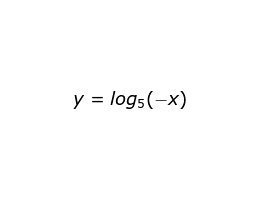 y = log₅(−x)